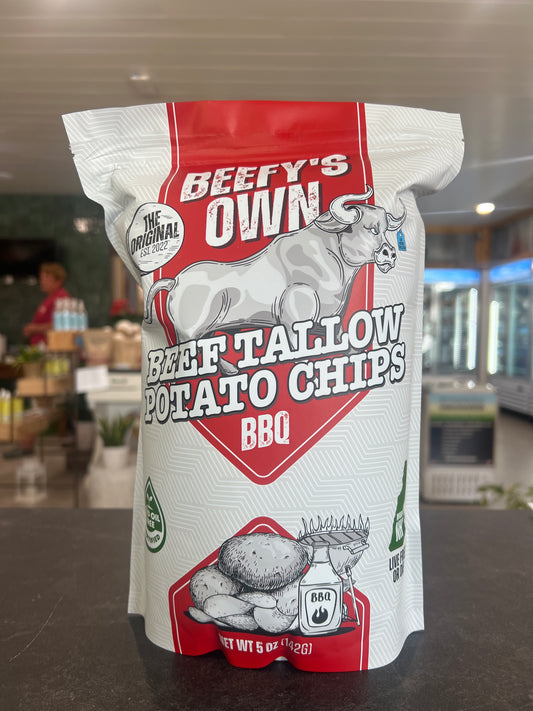 BEEFY'S
OWN
THE
ORIGINAL
EST. 2022
BEEF TALLOW
POTATO CHIPS
BBQ
BBQ
NET WT 5 OZ (142G)